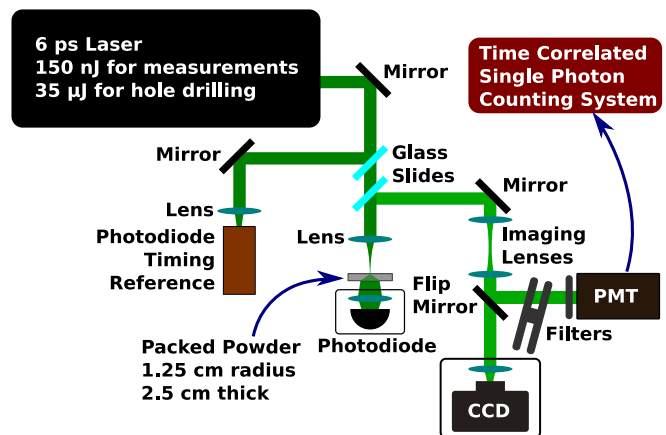 6 ps Laser
150 nJ for measurements
35 µJ for hole drilling
Mirror
Time Correlated
Single Photon
Counting System
Mirror
Glass
Slides
Mirror
Lens
Lens
Imaging
Lenses
Photodiode
Timing
Reference
Flip
Mirror
PMT
Filters
Photodiode
Packed Powder
1.25 cm radius
2.5 cm thick
CCD